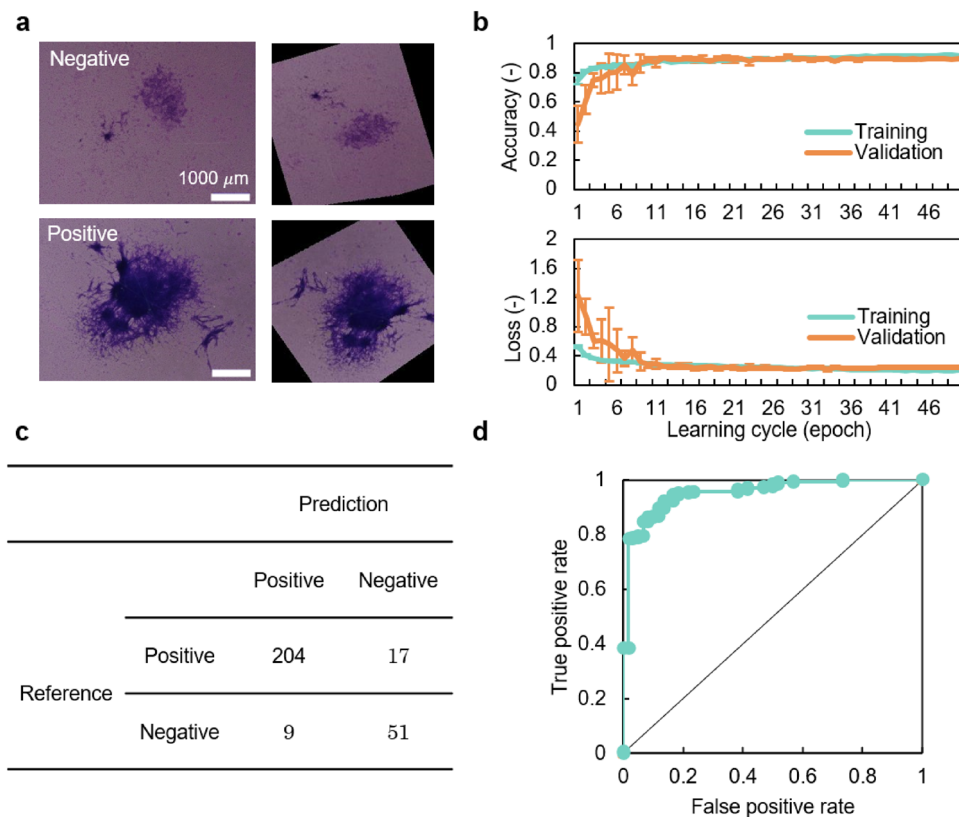 a
Negative
1000 μm
Positive
b
Accuracy (-)
1
0.8
0.6
0.4
0.2
0
Training
Validation
1 6 11 16 21 26 31 36 41 46
Loss (-)
2
1.6
1.2
0.8
0.4
0
Training
Validation
1 6 11 16 21 26 31 36 41 46
Learning cycle (epoch)
c
Prediction
Positive Negative
Reference
Positive 204 17
Negative 9 51
d
True positive rate
1
0.8
0.6
0.4
0.2
0
0 0.2 0.4 0.6 0.8 1
False positive rate